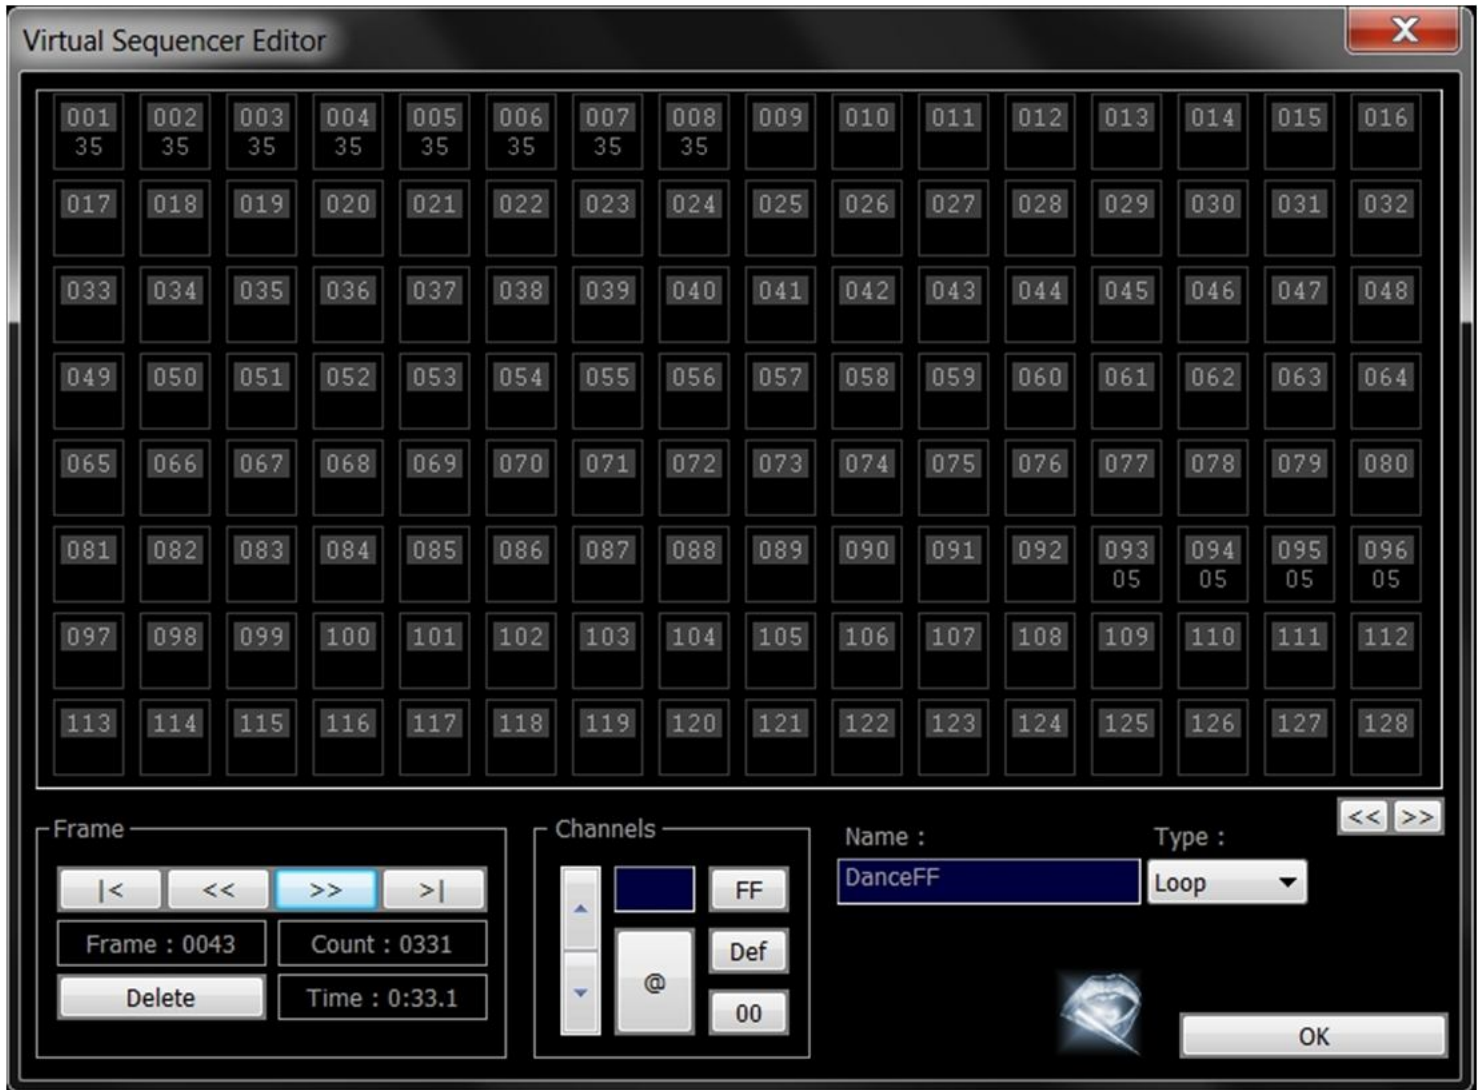 Virtual Sequencer Editor X
001 002 003 004 005 006 007 008 009 010 011 012 013 014 015 016
35 35 35 35 35 35 35 35
017 018 019 020 021 022 023 024 025 026 027 028 029 030 031 032
033 034 035 036 037 038 039 040 041 042 043 044 045 046 047 048
049 050 051 052 053 054 055 056 057 058 059 060 061 062 063 064
065 066 067 068 069 070 071 072 073 074 075 076 077 078 079 080
081 082 083 084 085 086 087 088 089 090 091 092 093 094 095 096
05 05 05 05
097 098 099 100 101 102 103 104 105 106 107 108 109 110 111 112
113 114 115 116 117 118 119 120 121 122 123 124 125 126 127 128
<< >>
Frame
|< << >> >|
Frame : 0043 Count : 0331
Delete Time : 0:33.1
Channels
FF
Def
@
00
Name : Type :
DanceFF Loop
OK